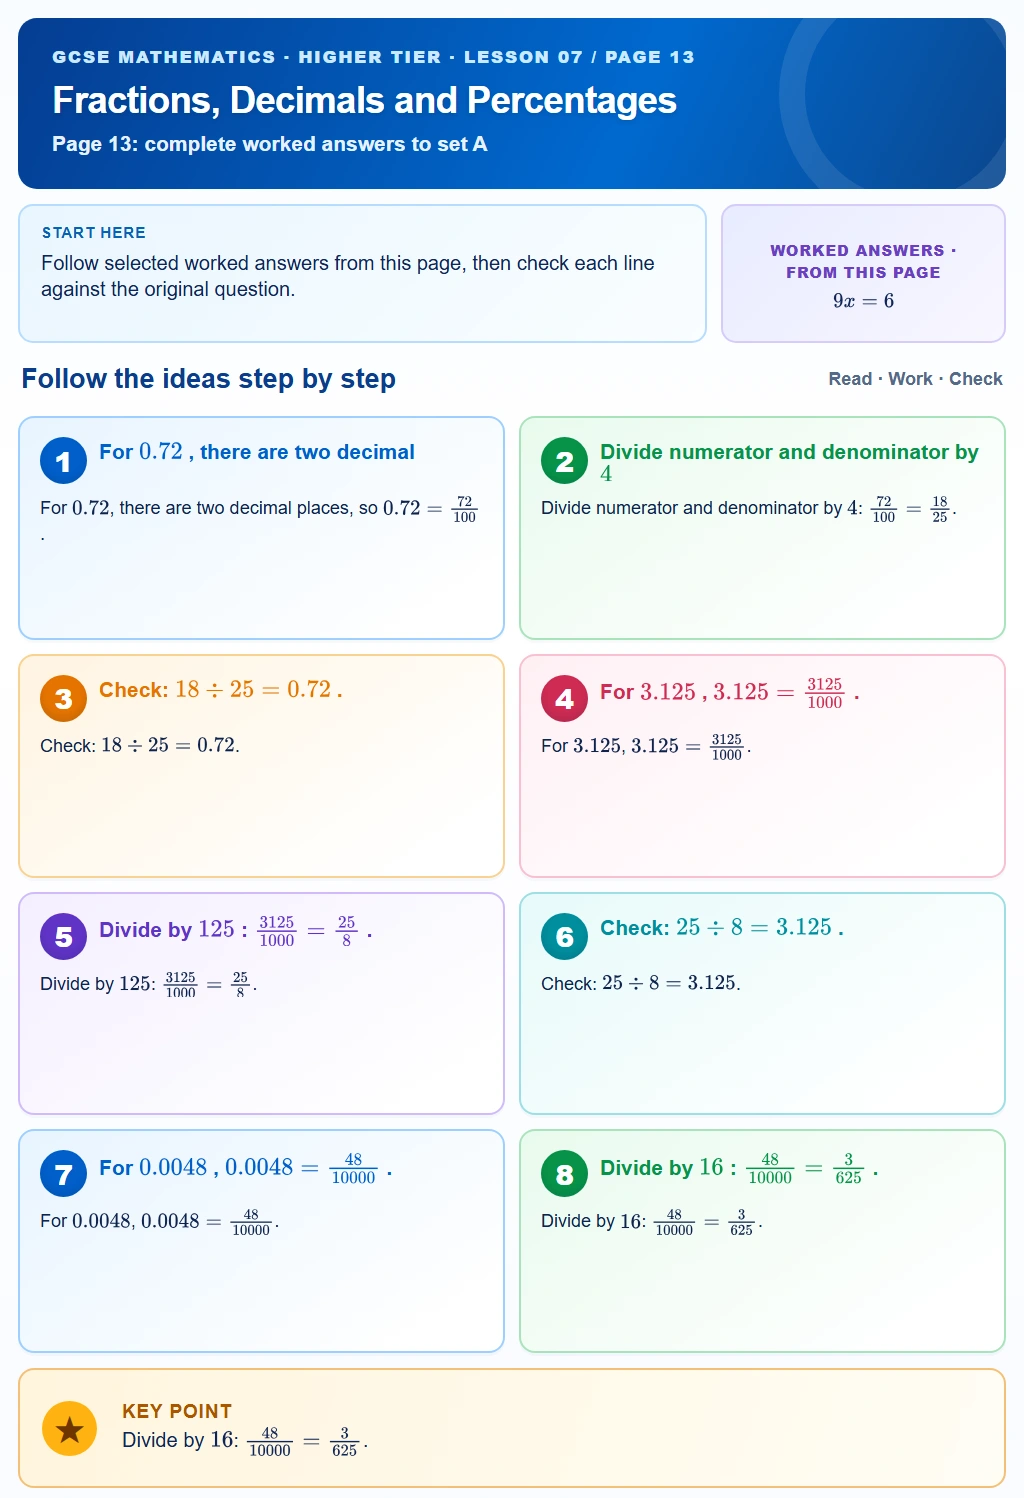 GCSE MATHEMATICS · HIGHER TIER · LESSON 07 / PAGE 13
Fractions, Decimals and Percentages
Page 13: complete worked answers to set A
START HERE
Follow selected worked answers from this page, then check each line
against the original question.
WORKED ANSWERS ·
FROM THIS PAGE
9x = 6
Follow the ideas step by step
Read · Work · Check
1
For 0.72 , there are two decimal
For 0.72, there are two decimal places, so 0.72 = 72/100
.
2
Divide numerator and denominator by
4
Divide numerator and denominator by 4: 72/100 = 18/25.
3
Check: 18 ÷ 25 = 0.72 .
Check: 18 ÷ 25 = 0.72.
4
For 3.125 , 3.125 = 3125/1000 .
For 3.125, 3.125 = 3125/1000.
5
Divide by 125 : 3125/1000 = 25/8 .
Divide by 125: 3125/1000 = 25/8.
6
Check: 25 ÷ 8 = 3.125 .
Check: 25 ÷ 8 = 3.125.
7
For 0.0048 , 0.0048 = 48/10000 .
For 0.0048, 0.0048 = 48/10000.
8
Divide by 16 : 48/10000 = 3/625 .
Divide by 16: 48/10000 = 3/625.
KEY POINT
Divide by 16: 48/10000 = 3/625.